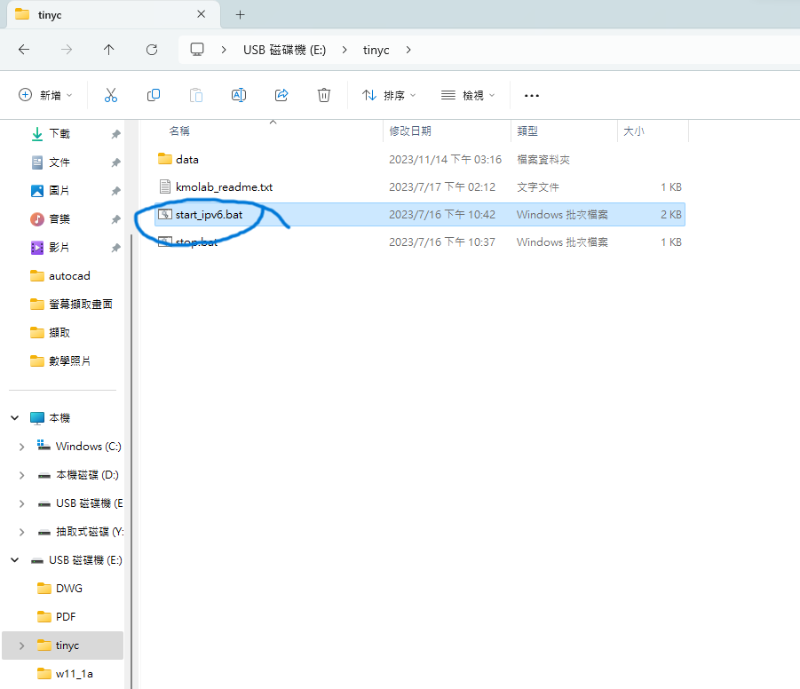 tinyc
USB 磁碟機 (E:) tinyc
新增 排序 檢視
名稱 修改日期 類型 大小
data 2023/11/14 下午 03:16 檔案資料夾
kmolab_readme.txt 2023/7/17 下午 02:12 文字文件 1 KB
start_ipv6.bat 2023/7/16 下午 10:42 Windows 批次檔案 2 KB
stop.bat 2023/7/16 下午 10:37 Windows 批次檔案 1 KB
下載
文件
圖片
音樂
影片
autocad
螢幕擷取畫面
擷取
數學照片
本機
Windows (C:)
本機磁碟 (D:)
USB 磁碟機 (E
抽取式磁碟 (Y:
USB 磁碟機 (E:)
DWG
PDF
tinyc
w11_1a